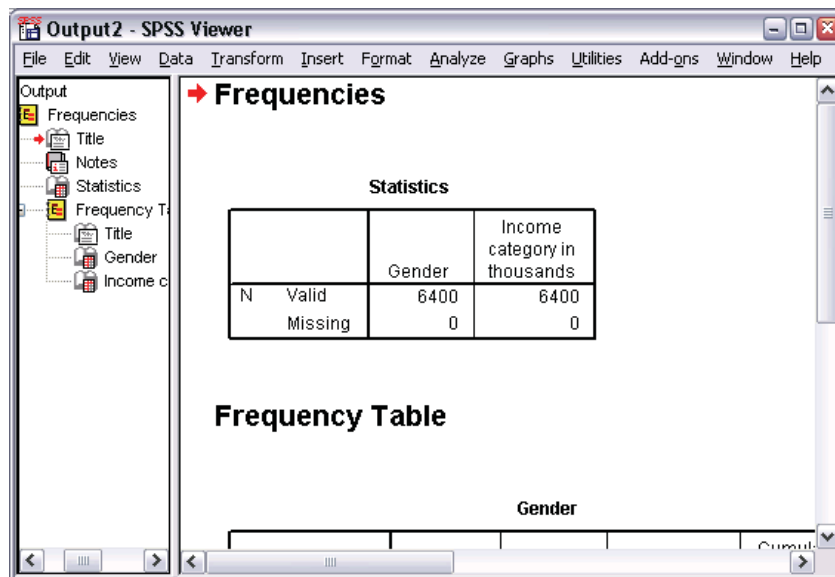 Output2 - SPSS Viewer
File Edit View Data Transform Insert Format Analyze Graphs Utilities Add-ons Window Help
Output
Frequencies
Title
Notes
Statistics
Frequency T
Title
Gender
Income c
Frequencies
Statistics
Gender Income category in thousands
N Valid 6400 6400
Missing 0 0
Frequency Table
Gender